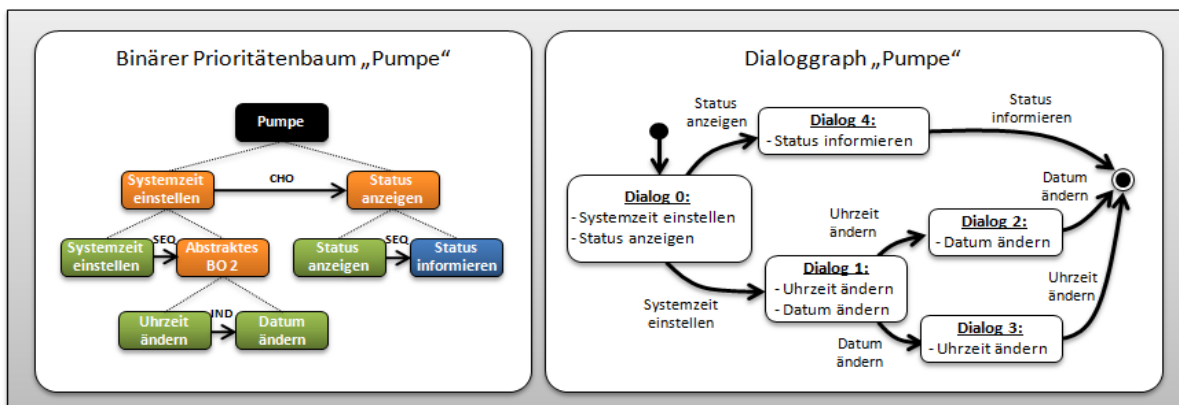 Binärer Prioritätenbaum „Pumpe“
Pumpe
Systemzeit
einstellen
CHO
Status
anzeigen
Systemzeit
einstellen
SEQ
Abstraktes
BO 2
Status
anzeigen
SEQ
Status
informieren
Uhrzeit
ändern
IND
Datum
ändern
Dialoggraph „Pumpe“
Status
anzeigen
Dialog 4:
- Status informieren
Status
informieren
Dialog 0:
- Systemzeit einstellen
- Status anzeigen
Datum
ändern
Uhrzeit
ändern
Dialog 2:
- Datum ändern
Dialog 1:
- Uhrzeit ändern
- Datum ändern
Uhrzeit
ändern
Systemzeit
einstellen
Datum
ändern
Dialog 3:
- Uhrzeit ändern